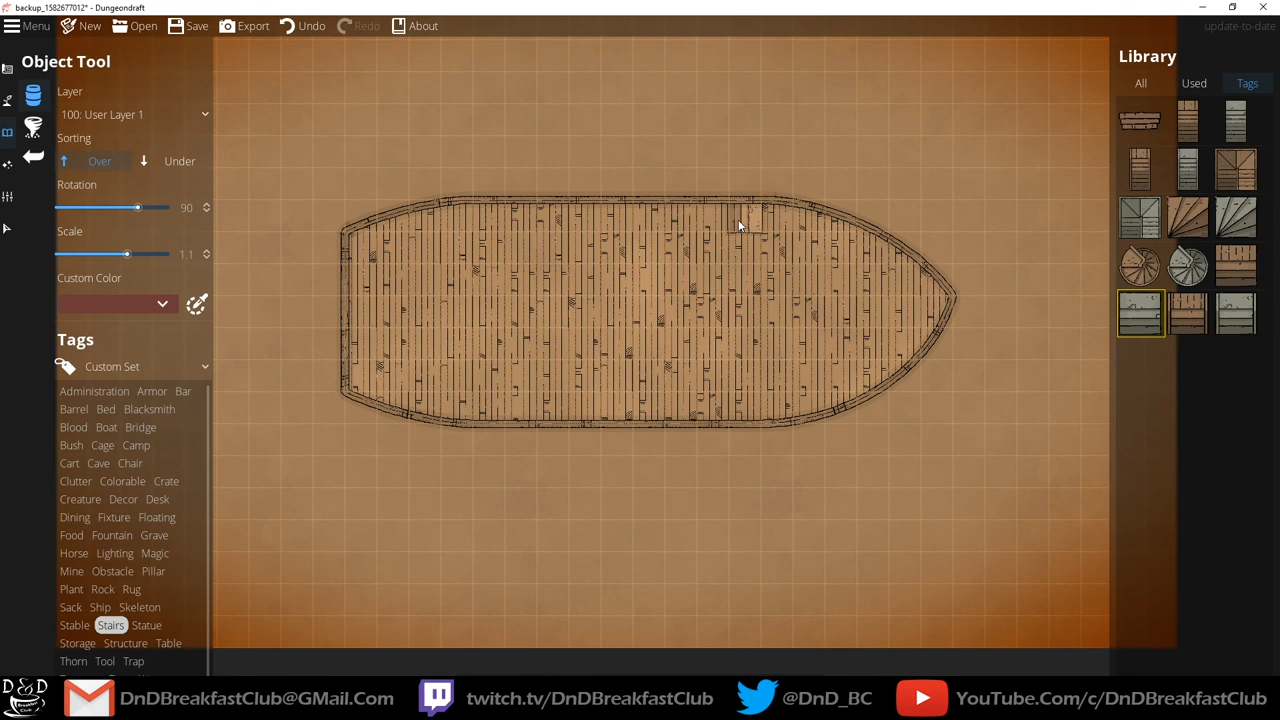 backup_1582677012* - Dungeondraft
Menu New Open Save Export Undo Redo About update-to-date
Object Tool
Layer
100: User Layer 1
Sorting
Over Under
Rotation
90
Scale
1.1
Custom Color
Tags
Custom Set
Administration Armor Bar
Barrel Bed Blacksmith
Blood Boat Bridge
Bush Cage Camp
Cart Cave Chair
Clutter Colorable Crate
Creature Decor Desk
Dining Fixture Floating
Food Fountain Grave
Horse Lighting Magic
Mine Obstacle Pillar
Plant Rock Rug
Sack Ship Skeleton
Stable Stairs Statue
Storage Structure Table
Thorn Tool Trap
Library
All Used Tags
D&D Breakfast Club
DnDBreakfastClub@GMail.Com twitch.tv/DnDBreakfastClub @DnD_BC YouTube.Com/c/DnDBreakfastClub